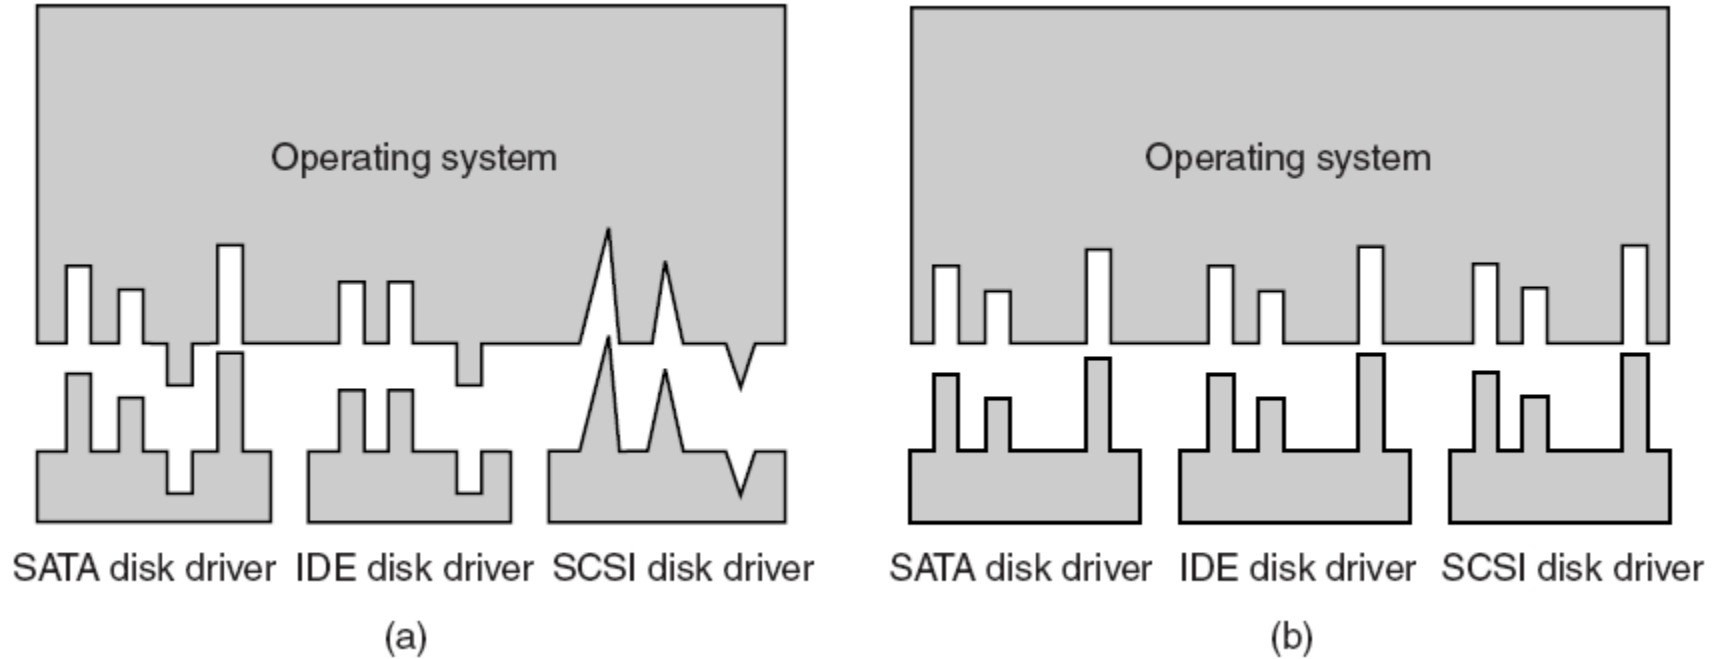 Operating system
Operating system
SATA disk driver IDE disk driver SCSI disk driver
SATA disk driver IDE disk driver SCSI disk driver
(a)
(b)